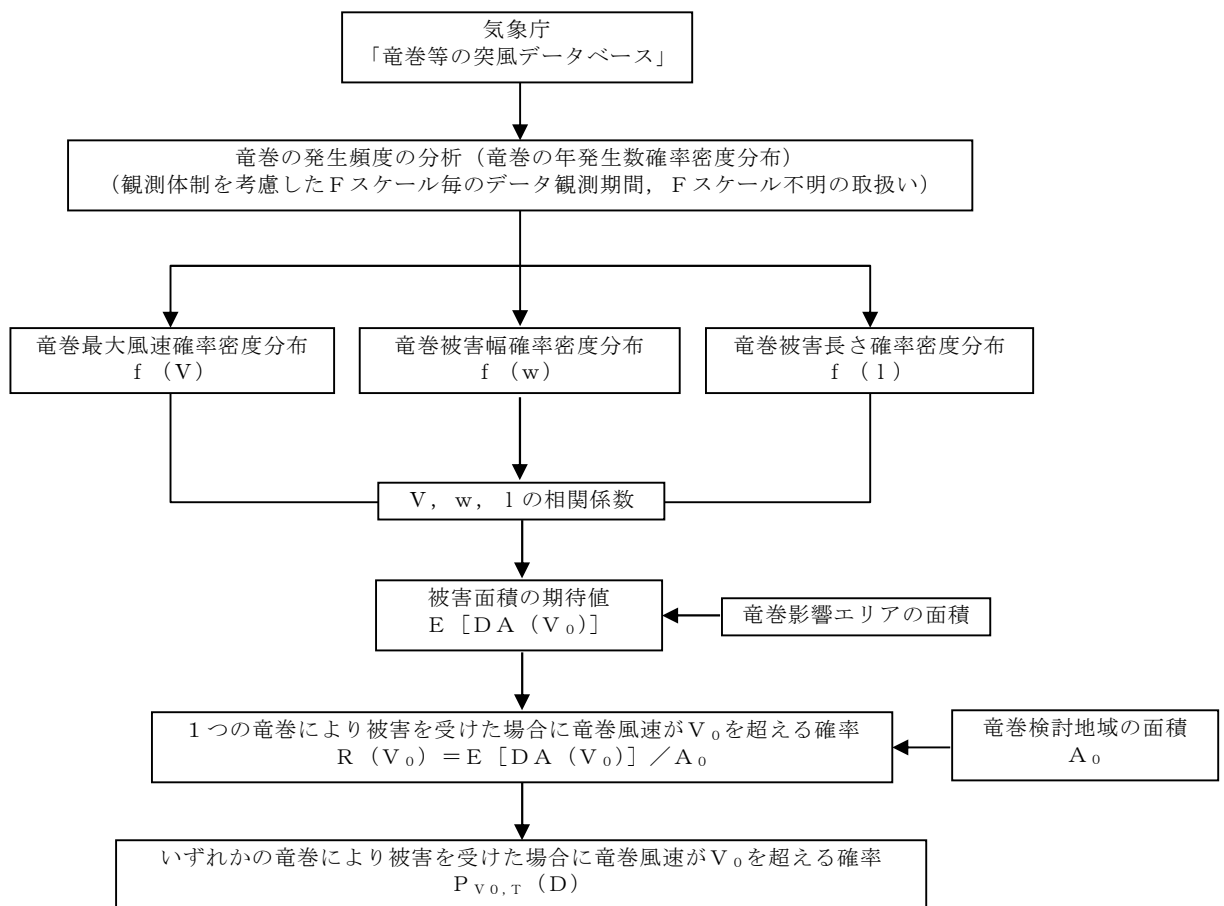 気象庁
「竜巻等の突風データベース」
竜巻の発生頻度の分析（竜巻の年発生数確率密度分布）
（観測体制を考慮したＦスケール毎のデータ観測期間，Ｆスケール不明の取扱い）
竜巻最大風速確率密度分布
ｆ（Ｖ）
竜巻被害幅確率密度分布
ｆ（ｗ）
竜巻被害長さ確率密度分布
ｆ（ｌ）
Ｖ，ｗ，ｌの相関係数
被害面積の期待値
Ｅ［ＤＡ（Ｖ₀）］
竜巻影響エリアの面積
１つの竜巻により被害を受けた場合に竜巻風速がＶ₀を超える確率
Ｒ（Ｖ₀）＝Ｅ［ＤＡ（Ｖ₀）］／Ａ₀
竜巻検討地域の面積
Ａ₀
いずれかの竜巻により被害を受けた場合に竜巻風速がＶ₀を超える確率
Ｐ_V0,T（Ｄ）